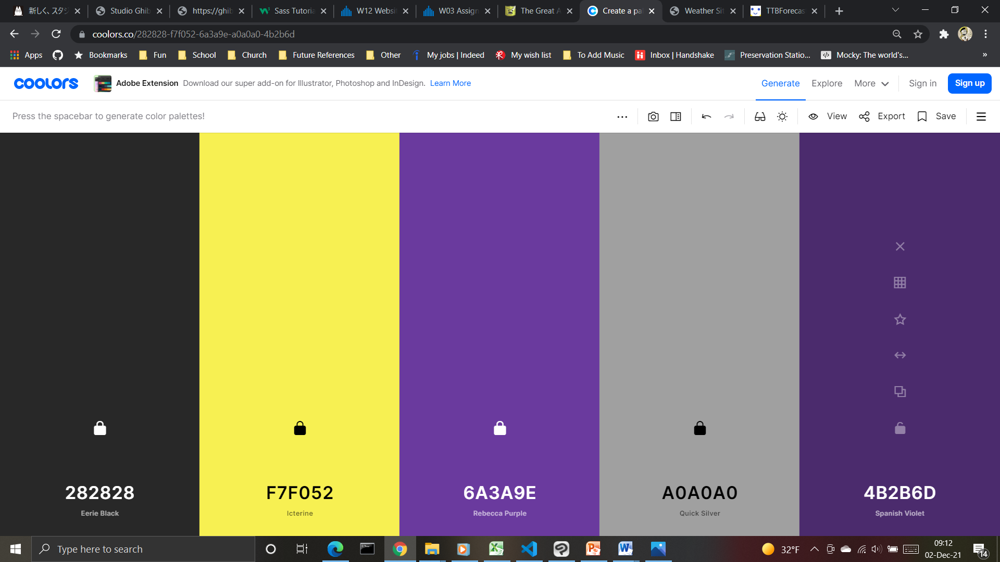 新しく、スタジ
Studio Ghib
https://ghib
Sass Tutoria
W12 Websit
W03 Assign
The Great A
Create a pal
Weather Sit
TTBForecas
coolors.co/282828-f7f052-6a3a9e-a0a0a0-4b2b6d
Apps
Bookmarks
Fun
School
Church
Future References
Other
My jobs | Indeed
My wish list
To Add Music
Inbox | Handshake
Preservation Statio...
Mocky: The world's...
»
coolors
Adobe Extension Download our super add-on for Illustrator, Photoshop and InDesign. Learn More
Generate
Explore
More
Sign in
Sign up
Press the spacebar to generate color palettes!
View
Export
Save
282828
Eerie Black
F7F052
Icterine
6A3A9E
Rebecca Purple
A0A0A0
Quick Silver
4B2B6D
Spanish Violet
Type here to search
32°F
09:12
02-Dec-21
14